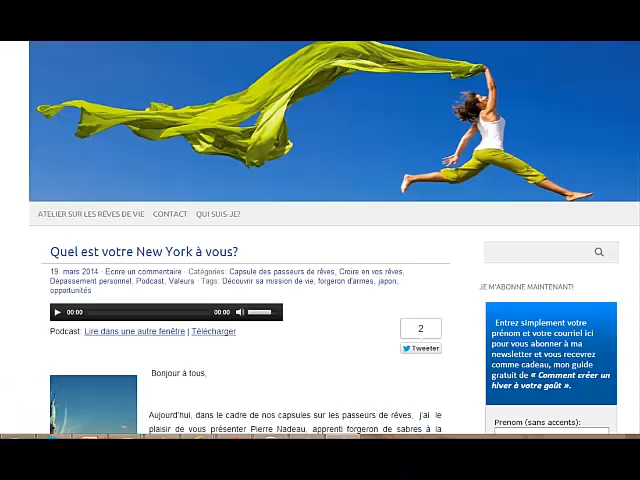 ATELIER SUR LES RÊVES DE VIE CONTACT QUI SUIS-JE?
Quel est votre New York à vous?
19. mars 2014 · Ecrire un commentaire · Catégories: Capsule des passeurs de rêves, Croire en vos rêves,
Dépassement personnel, Podcast, Valeurs · Tags: Découvrir sa mission de vie, forgeron d'armes, japon,
opportunités
00:00 00:00
Podcast: Lire dans une autre fenêtre | Télécharger
2
Tweeter
Bonjour à tous,
Aujourd'hui, dans le cadre de nos capsules sur les passeurs de rêves, j'ai le
plaisir de vous présenter Pierre Nadeau, apprenti forgeron de sabres à la
JE M'ABONNE MAINTENANT!
Entrez simplement votre
prénom et votre courriel ici
pour vous abonner à ma
newsletter et vous recevrez
comme cadeau, mon guide
gratuit de « Comment créer un
hiver à votre goût ».
Prenom (sans accents):